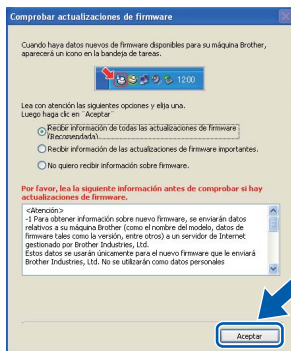 Comprobar actualizaciones de firmware
Cuando haya datos nuevos de firmware disponibles para su máquina Brother,
aparecerá un icono en la bandeja de tareas.
12:00
Lea con atención las siguientes opciones y elija una.
Luego haga clic en "Aceptar"
Recibir información de todas las actualizaciones de firmware
(Recomendada)
Recibir información de las actualizaciones de firmware importantes.
No quiero recibir información sobre firmware.
Por favor, lea la siguiente información antes de comprobar si hay
actualizaciones de firmware.
<Atención>
-1 Para obtener información sobre nuevo firmware, se enviarán datos
relativos a su máquina Brother (como el nombre del modelo, datos de
firmware tales como la versión, entre otros) a un servidor de Internet
gestionado por Brother Industries, Ltd.
Estos datos se usarán únicamente para el nuevo firmware que le enviará
Brother Industries, Ltd. No se utilizarán como datos personales
Aceptar